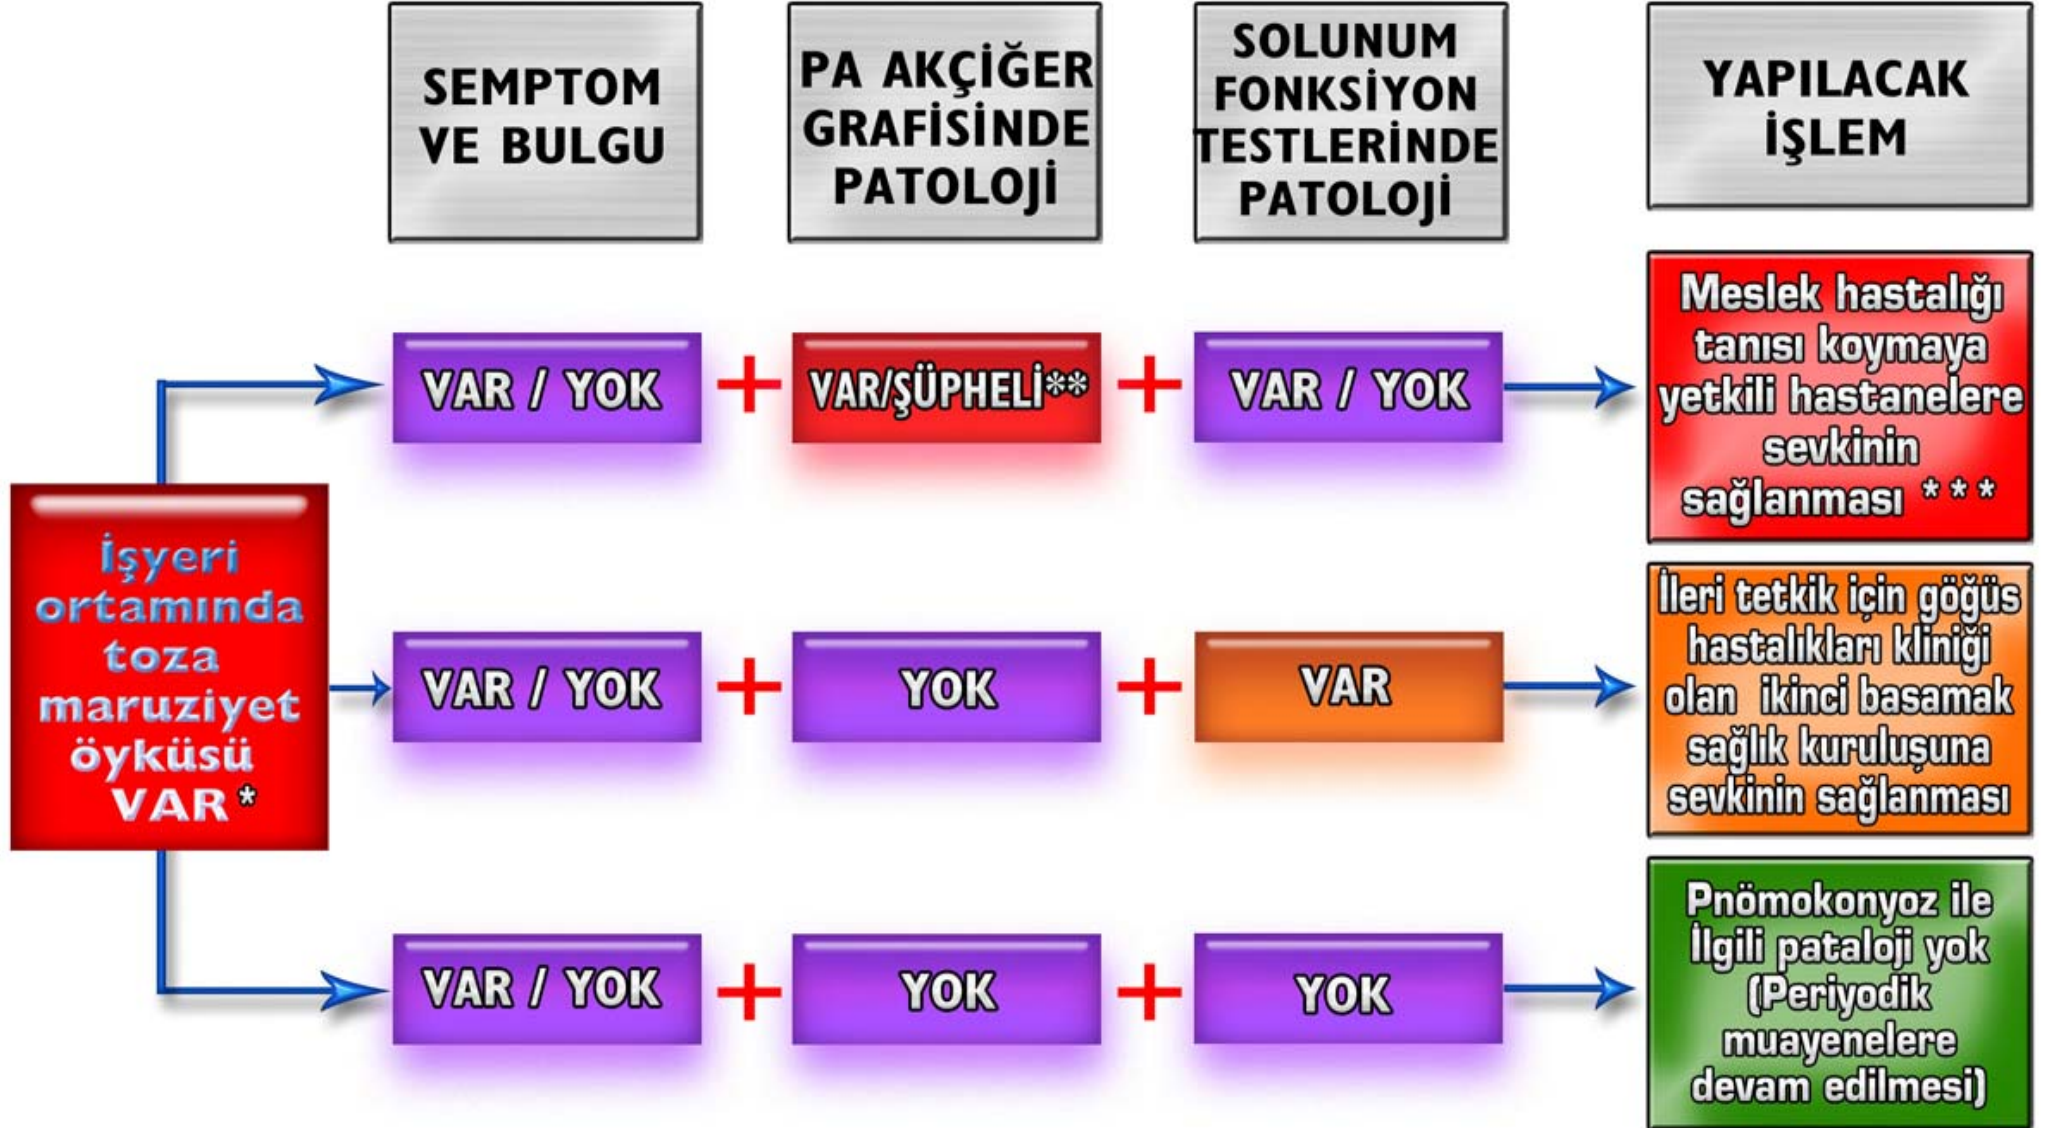 SEMPTOM
VE BULGU
PA AKÇİĞER
GRAFİSİNDE
PATOLOJİ
SOLUNUM
FONKSİYON
TESTLERİNDE
PATOLOJİ
YAPILACAK
İŞLEM
İşyeri
ortamında
toza
maruziyet
öyküsü
VAR*
VAR / YOK
+
VAR/ŞÜPHELİ**
+
VAR / YOK
Meslek hastalığı
tanısı koymaya
yetkili hastanelere
sevkinin
sağlanması * * *
VAR / YOK
+
YOK
+
VAR
İleri tetkik için göğüs
hastalıkları kliniği
olan ikinci basamak
sağlık kuruluşuna
sevkinin sağlanması
VAR / YOK
+
YOK
+
YOK
Pnömokonyoz ile
İlgili pataloji yok
(Periyodik
muayenelere
devam edilmesi)